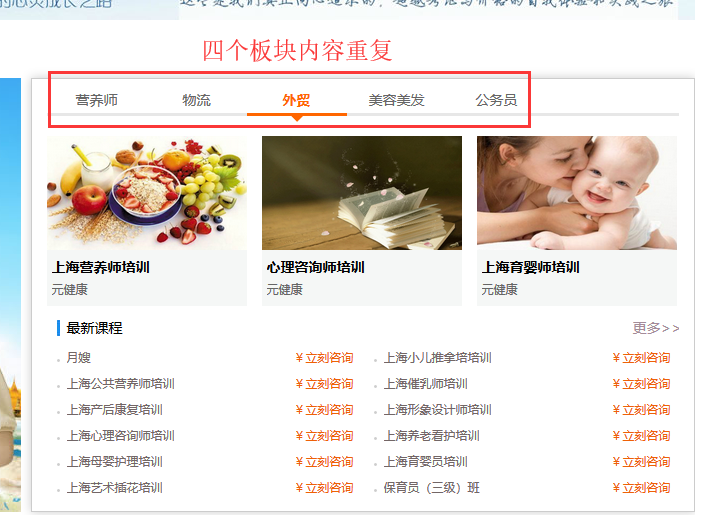 的心灵成长之路
四个板块内容重复
营养师 物流 外贸 美容美发 公务员
上海营养师培训 心理咨询师培训 上海育婴师培训
元健康 元健康 元健康
最新课程 更多>>
月嫂 ¥立刻咨询 上海小儿推拿培培训 ¥立刻咨询
上海公共营养师培训 ¥立刻咨询 上海催乳师培训 ¥立刻咨询
上海产后康复培训 ¥立刻咨询 上海形象设计师培训 ¥立刻咨询
上海心理咨询师培训 ¥立刻咨询 上海养老看护培训 ¥立刻咨询
上海母婴护理培训 ¥立刻咨询 上海育婴员培训 ¥立刻咨询
上海艺术插花培训 ¥立刻咨询 保育员（三级）班 ¥立刻咨询